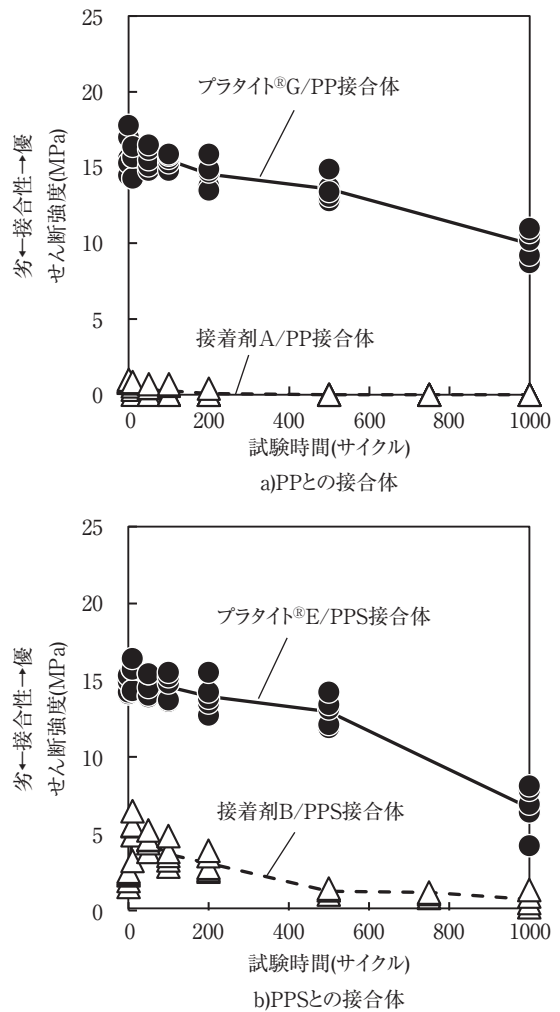 25
20
プラタイト®G/PP接合体
15
10
接着剤A/PP接合体
5
0
劣←接合性→優
せん断強度(MPa)
0 200 400 600 800 1000
試験時間(サイクル)
a)PPとの接合体
25
20
プラタイト®E/PPS接合体
15
10
接着剤B/PPS接合体
5
0
劣←接合性→優
せん断強度(MPa)
0 200 400 600 800 1000
試験時間(サイクル)
b)PPSとの接合体